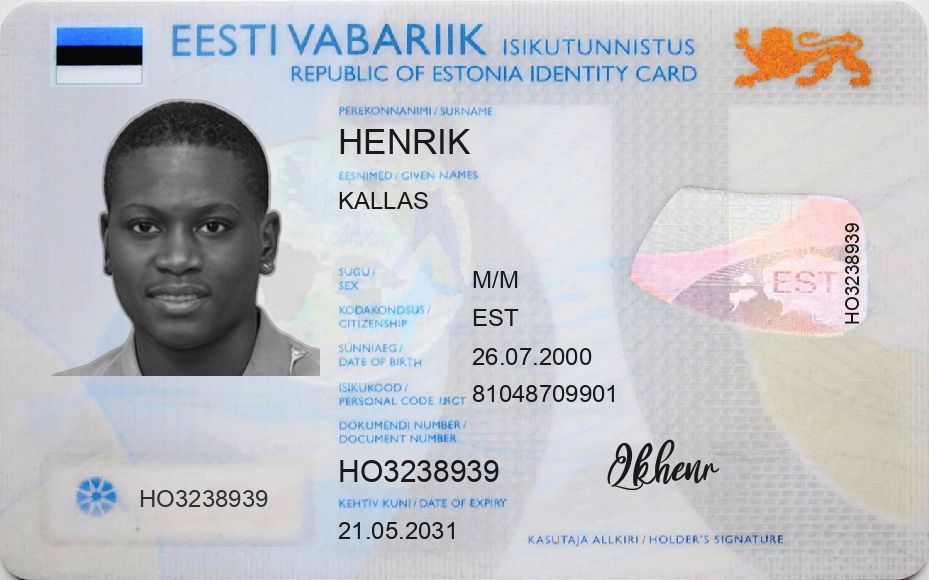 EESTI VABARIIK ISIKUTUNNISTUS
REPUBLIC OF ESTONIA IDENTITY CARD
PEREKONNANIMI / SURNAME
HENRIK
EESNIMED / GIVEN NAMES
KALLAS
SUGU /
SEX
M/M
KODAKONDSUS /
CITIZENSHIP
EST
SÜNNIAEG /
DATE OF BIRTH
26.07.2000
ISIKUKOOD /
PERSONAL CODE
81048709901
DOKUMENDI NUMBER /
DOCUMENT NUMBER
HO3238939
KEHTIV KUNI / DATE OF EXPIRY
21.05.2031
HO3238939
EST
HO3238939
KASUTAJA ALLKIRI / HOLDER'S SIGNATURE